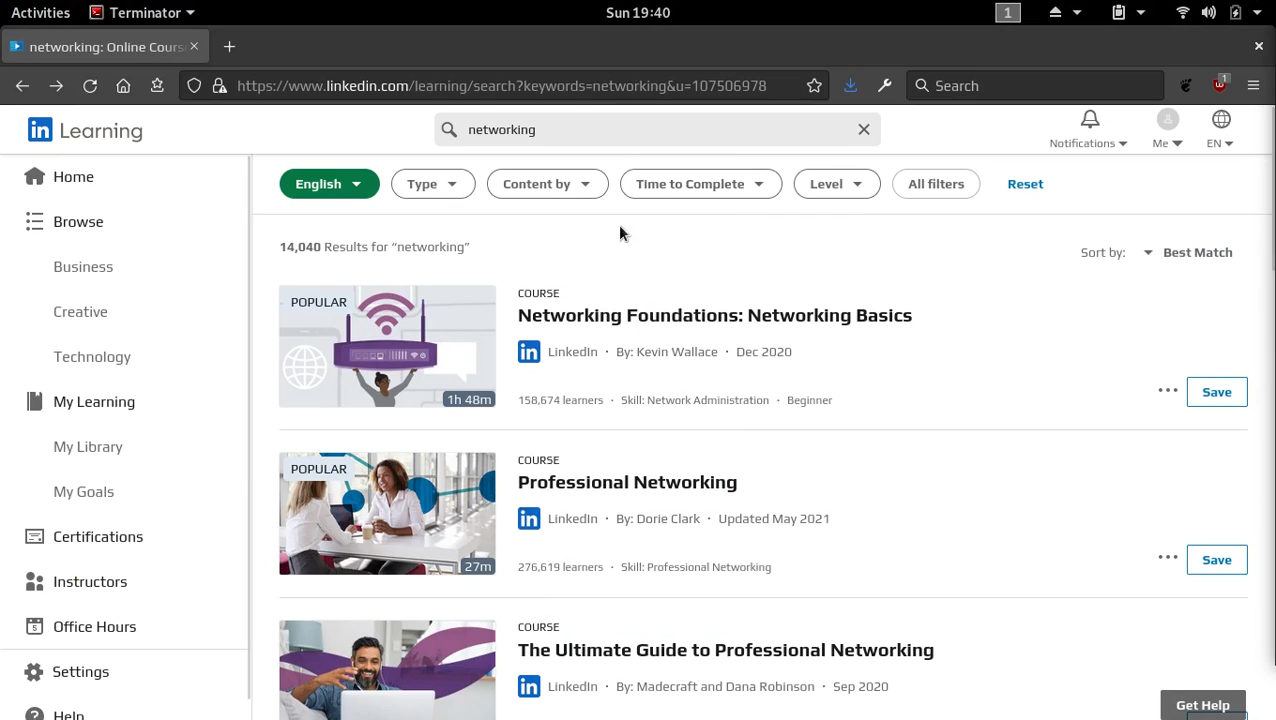 Activities Terminator Sun 19:40 1
networking: Online Cours
https://www.linkedin.com/learning/search?keywords=networking&u=107506978 Search 1
in Learning networking Notifications Me EN
Home
Browse
Business
Creative
Technology
My Learning
My Library
My Goals
Certifications
Instructors
Office Hours
Settings
Help
English Type Content by Time to Complete Level All filters Reset
14,040 Results for “networking” Sort by: Best Match
POPULAR
1h 48m
COURSE
Networking Foundations: Networking Basics
in LinkedIn · By: Kevin Wallace · Dec 2020
158,674 learners · Skill: Network Administration · Beginner
··· Save
POPULAR
27m
COURSE
Professional Networking
in LinkedIn · By: Dorie Clark · Updated May 2021
276,619 learners · Skill: Professional Networking
··· Save
COURSE
The Ultimate Guide to Professional Networking
in LinkedIn · By: Madecraft and Dana Robinson · Sep 2020
Get Help